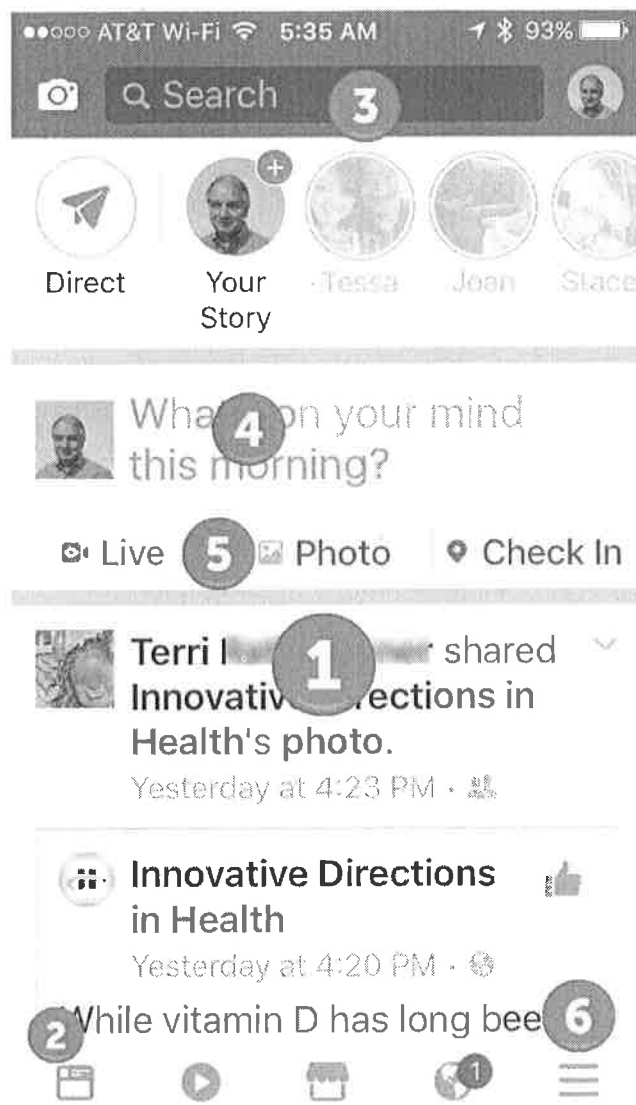 AT&T Wi-Fi 5:35 AM 93%
Search 3
Direct
Your Story
Tessa
Joan
Stace
What on your mind
4
this morning?
Live 5 Photo Check In
Terri shared
1
Innovativ rections in
Health's photo.
Yesterday at 4:23 PM ·
Innovative Directions
in Health
Yesterday at 4:20 PM ·
While vitamin D has long bee
2
6
1